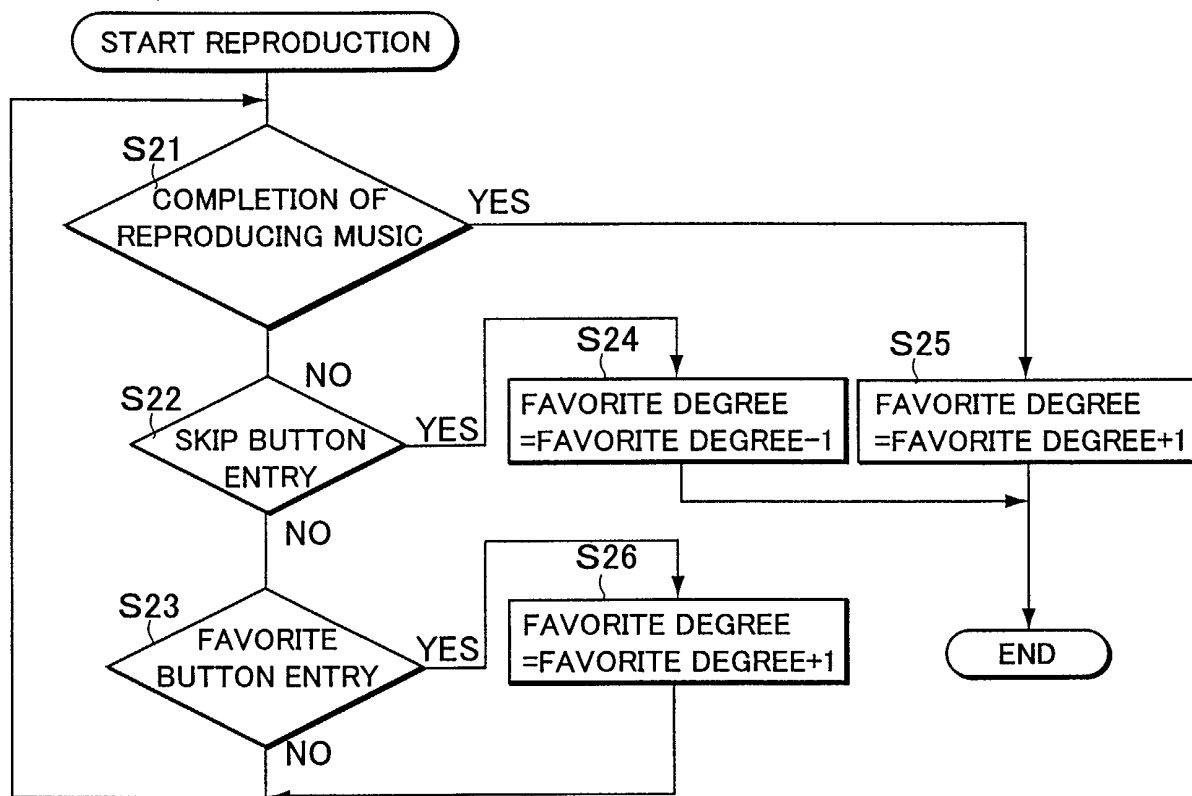 START REPRODUCTION
S21
COMPLETION OF
REPRODUCING MUSIC
YES
NO
S22
SKIP BUTTON
ENTRY
YES
S24
FAVORITE DEGREE
=FAVORITE DEGREE−1
S25
FAVORITE DEGREE
=FAVORITE DEGREE+1
NO
S23
FAVORITE
BUTTON ENTRY
YES
S26
FAVORITE DEGREE
=FAVORITE DEGREE+1
END
NO